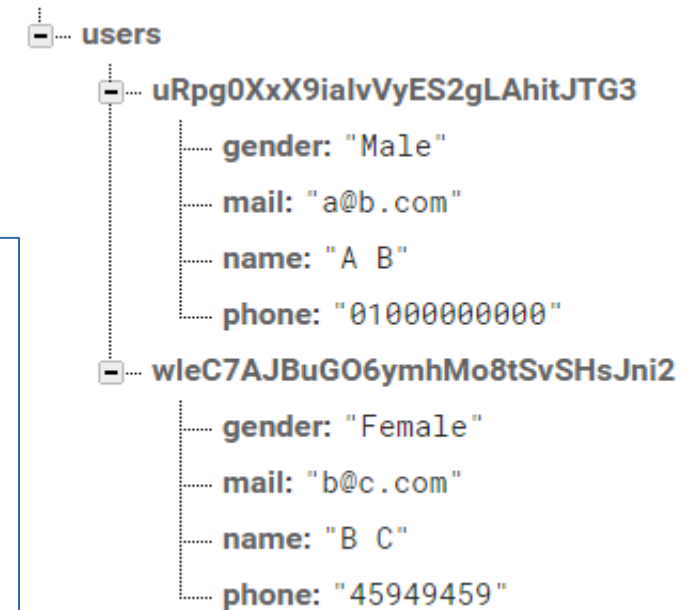 users
uRpg0XxX9iaIvVyES2gLAhitJTG3
gender: "Male"
mail: "a@b.com"
name: "A B"
phone: "01000000000"
wleC7AJBuGO6ymhMo8tSvSHsJni2
gender: "Female"
mail: "b@c.com"
name: "B C"
phone: "45949459"